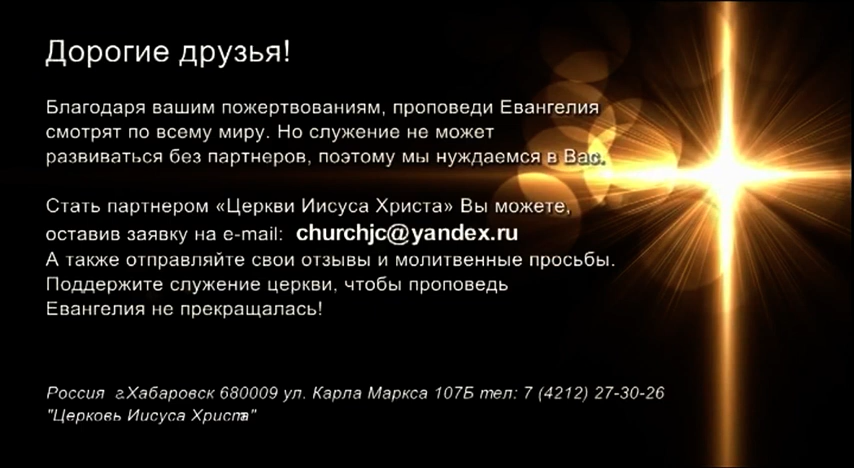 Дорогие друзья!
Благодаря вашим пожертвованиям, проповеди Евангелия
смотрят по всему миру. Но служение не может
развиваться без партнеров, поэтому мы нуждаемся в Вас.
Стать партнером «Церкви Иисуса Христа» Вы можете,
оставив заявку на e-mail: churchjc@yandex.ru
А также отправляйте свои отзывы и молитвенные просьбы.
Поддержите служение церкви, чтобы проповедь
Евангелия не прекращалась!
Россия г.Хабаровск 680009 ул. Карла Маркса 107Б тел: 7 (4212) 27-30-26
"Церковь Иисуса Христа"